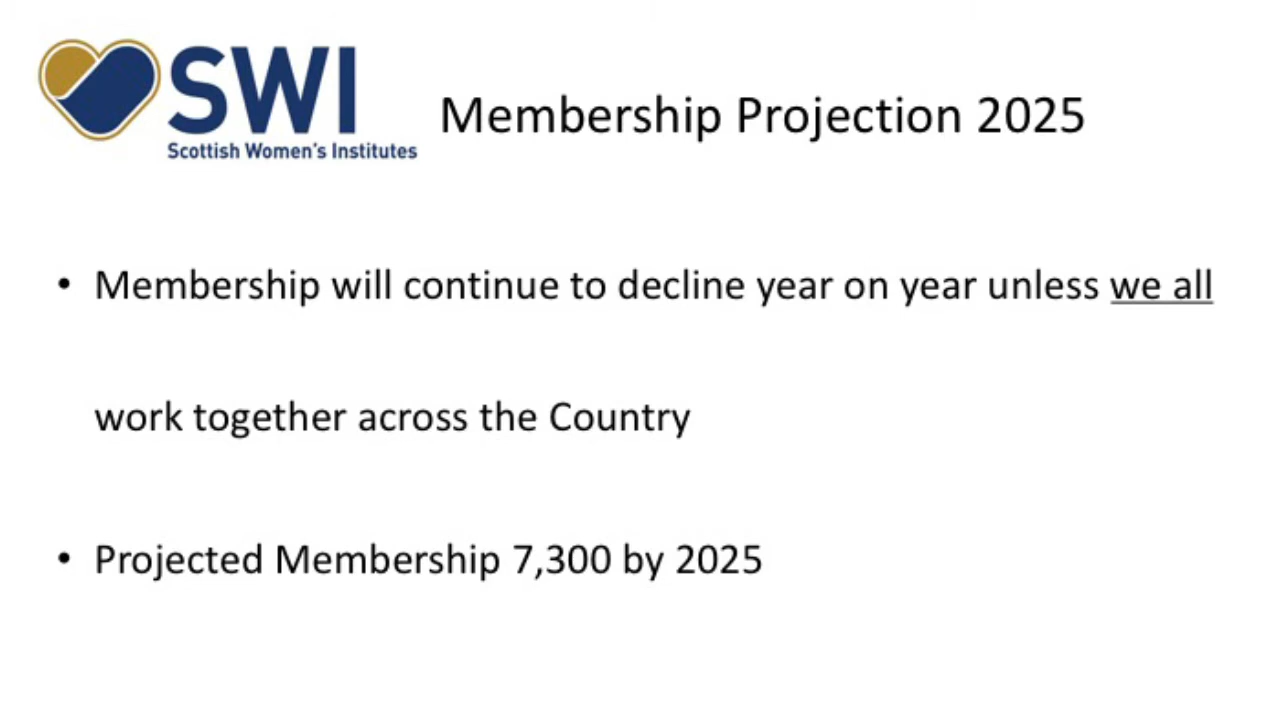 SWI
Scottish Women's Institutes
Membership Projection 2025
• Membership will continue to decline year on year unless we all
work together across the Country
• Projected Membership 7,300 by 2025